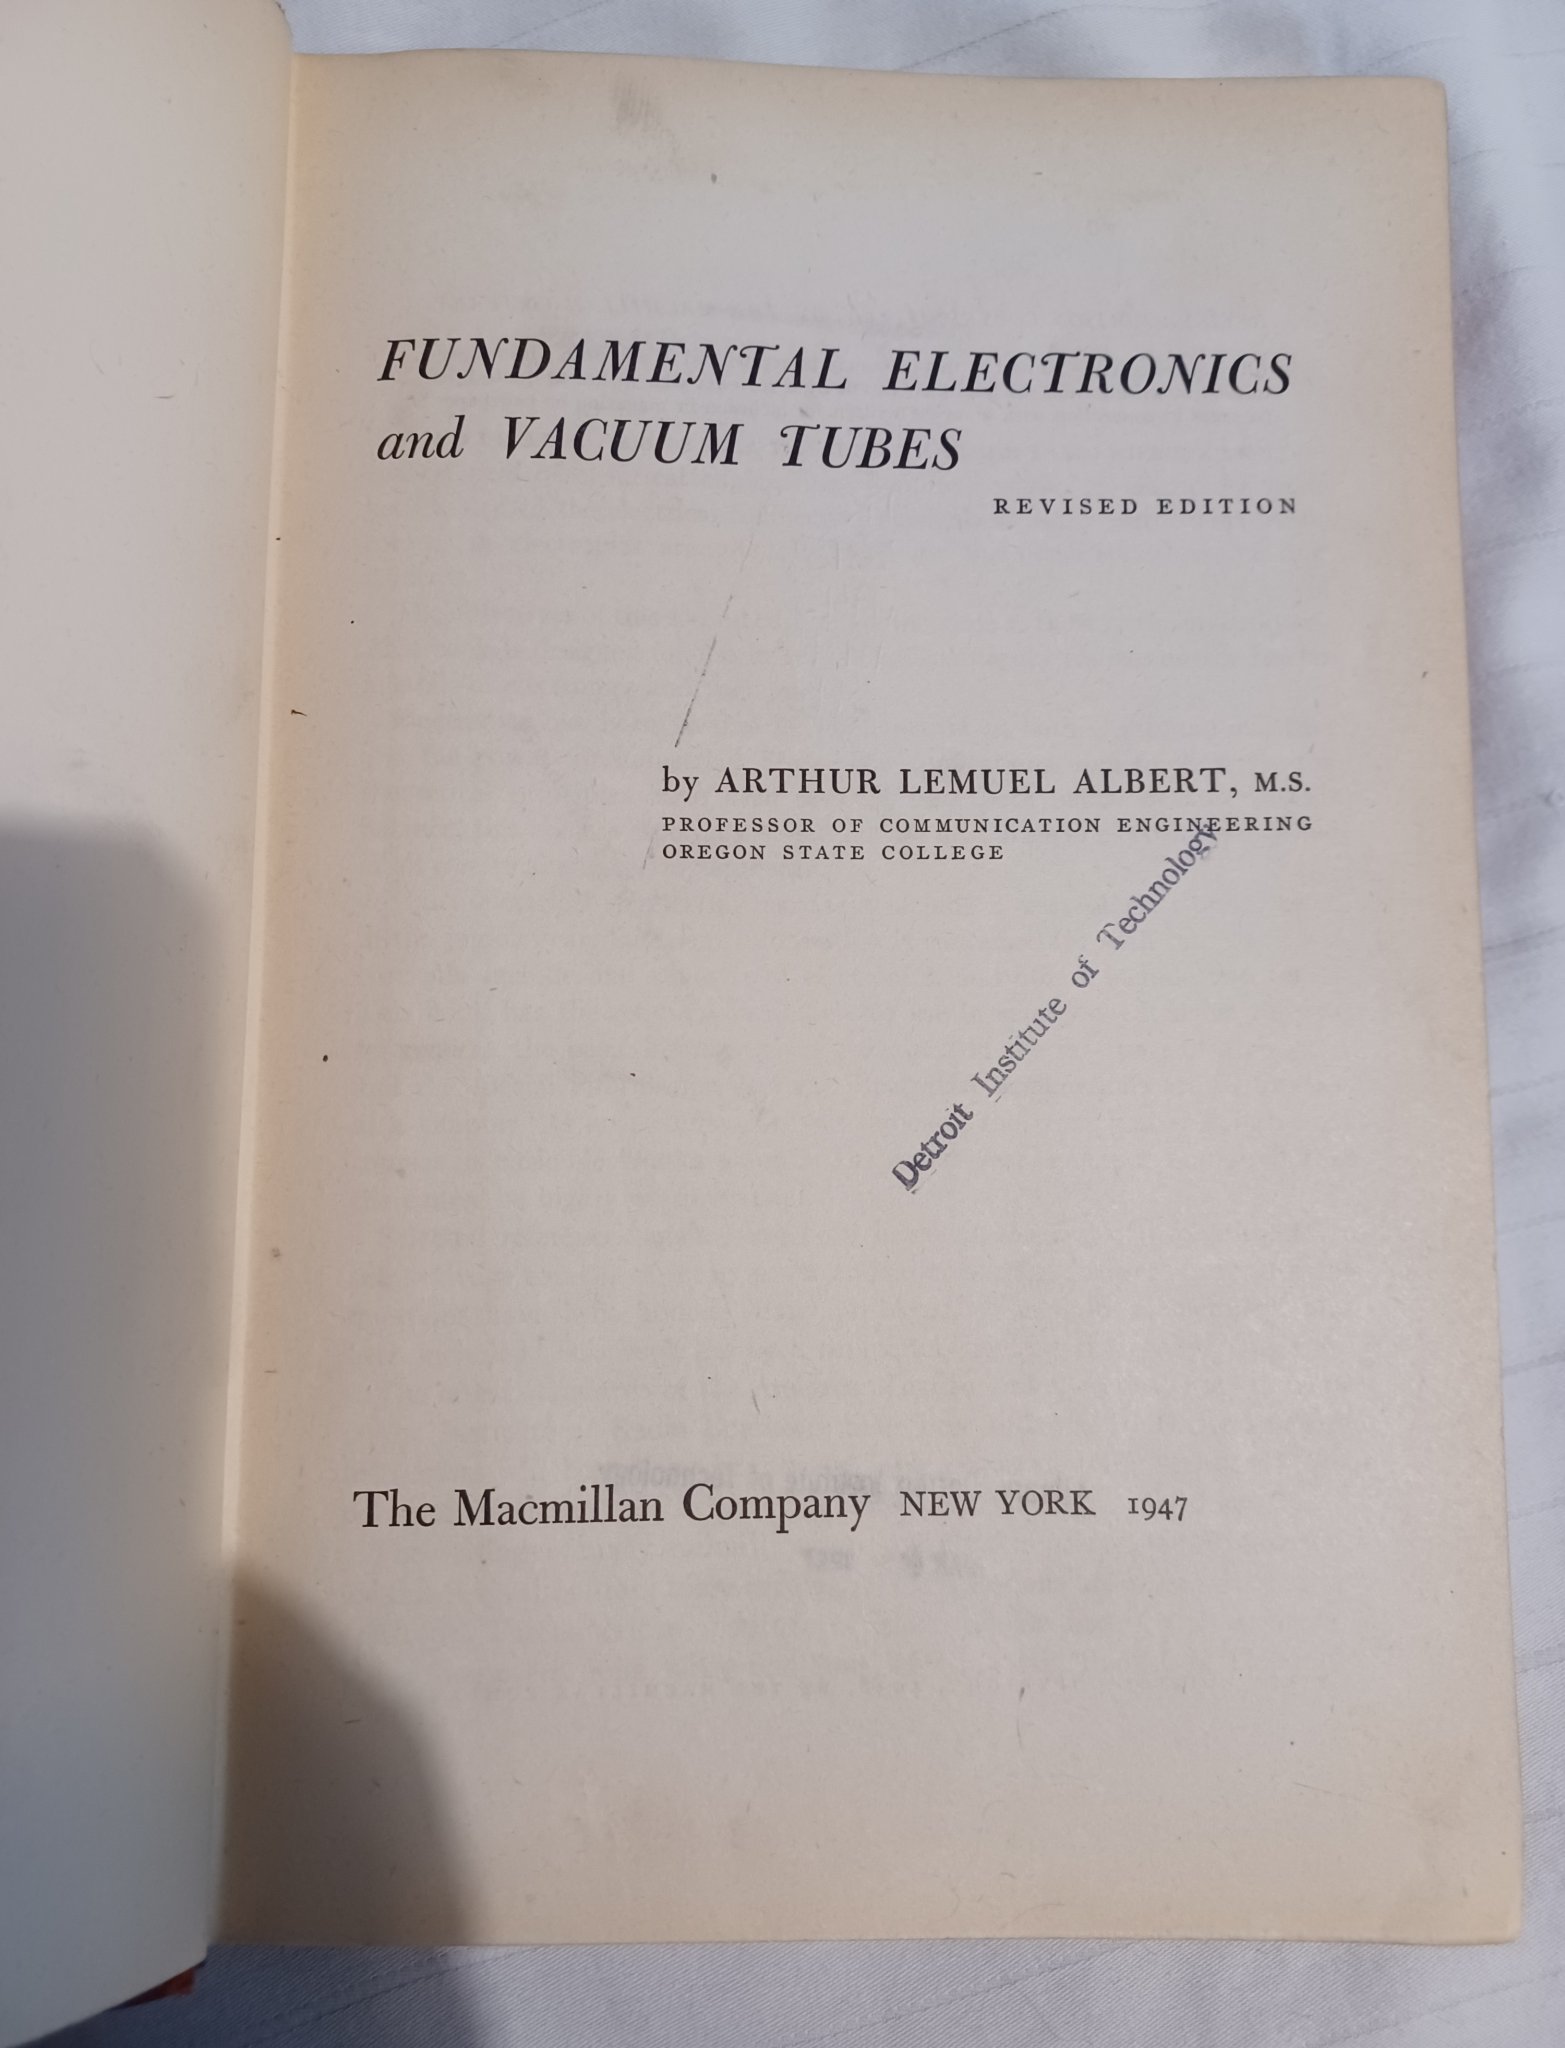 FUNDAMENTAL ELECTRONICS
and VACUUM TUBES
REVISED EDITION
by ARTHUR LEMUEL ALBERT, M.S.
PROFESSOR OF COMMUNICATION ENGINEERING
OREGON STATE COLLEGE
Detroit Institute of Technology
The Macmillan Company NEW YORK 1947